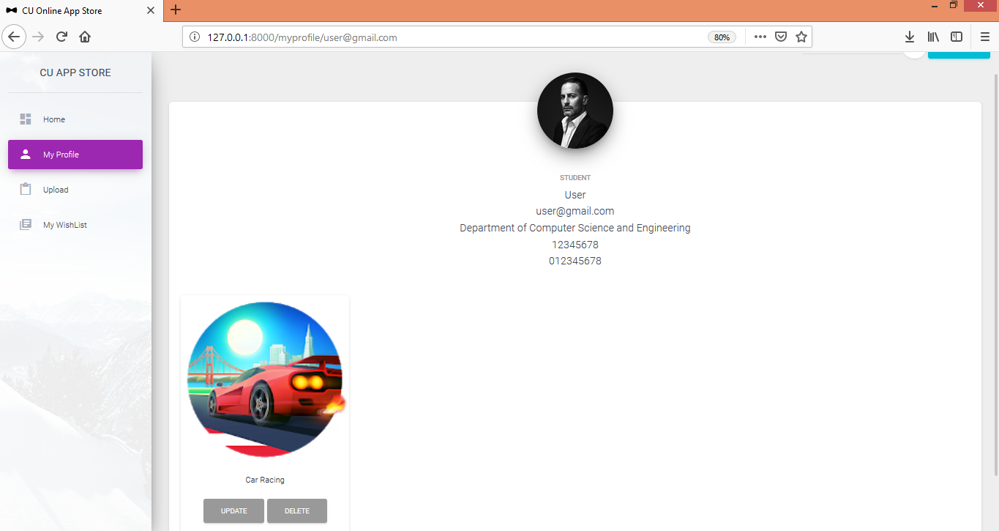 CU Online App Store
127.0.0.1:8000/myprofile/user@gmail.com
80%
CU APP STORE
Home
My Profile
Upload
My WishList
STUDENT
User
user@gmail.com
Department of Computer Science and Engineering
12345678
012345678
Car Racing
UPDATE DELETE